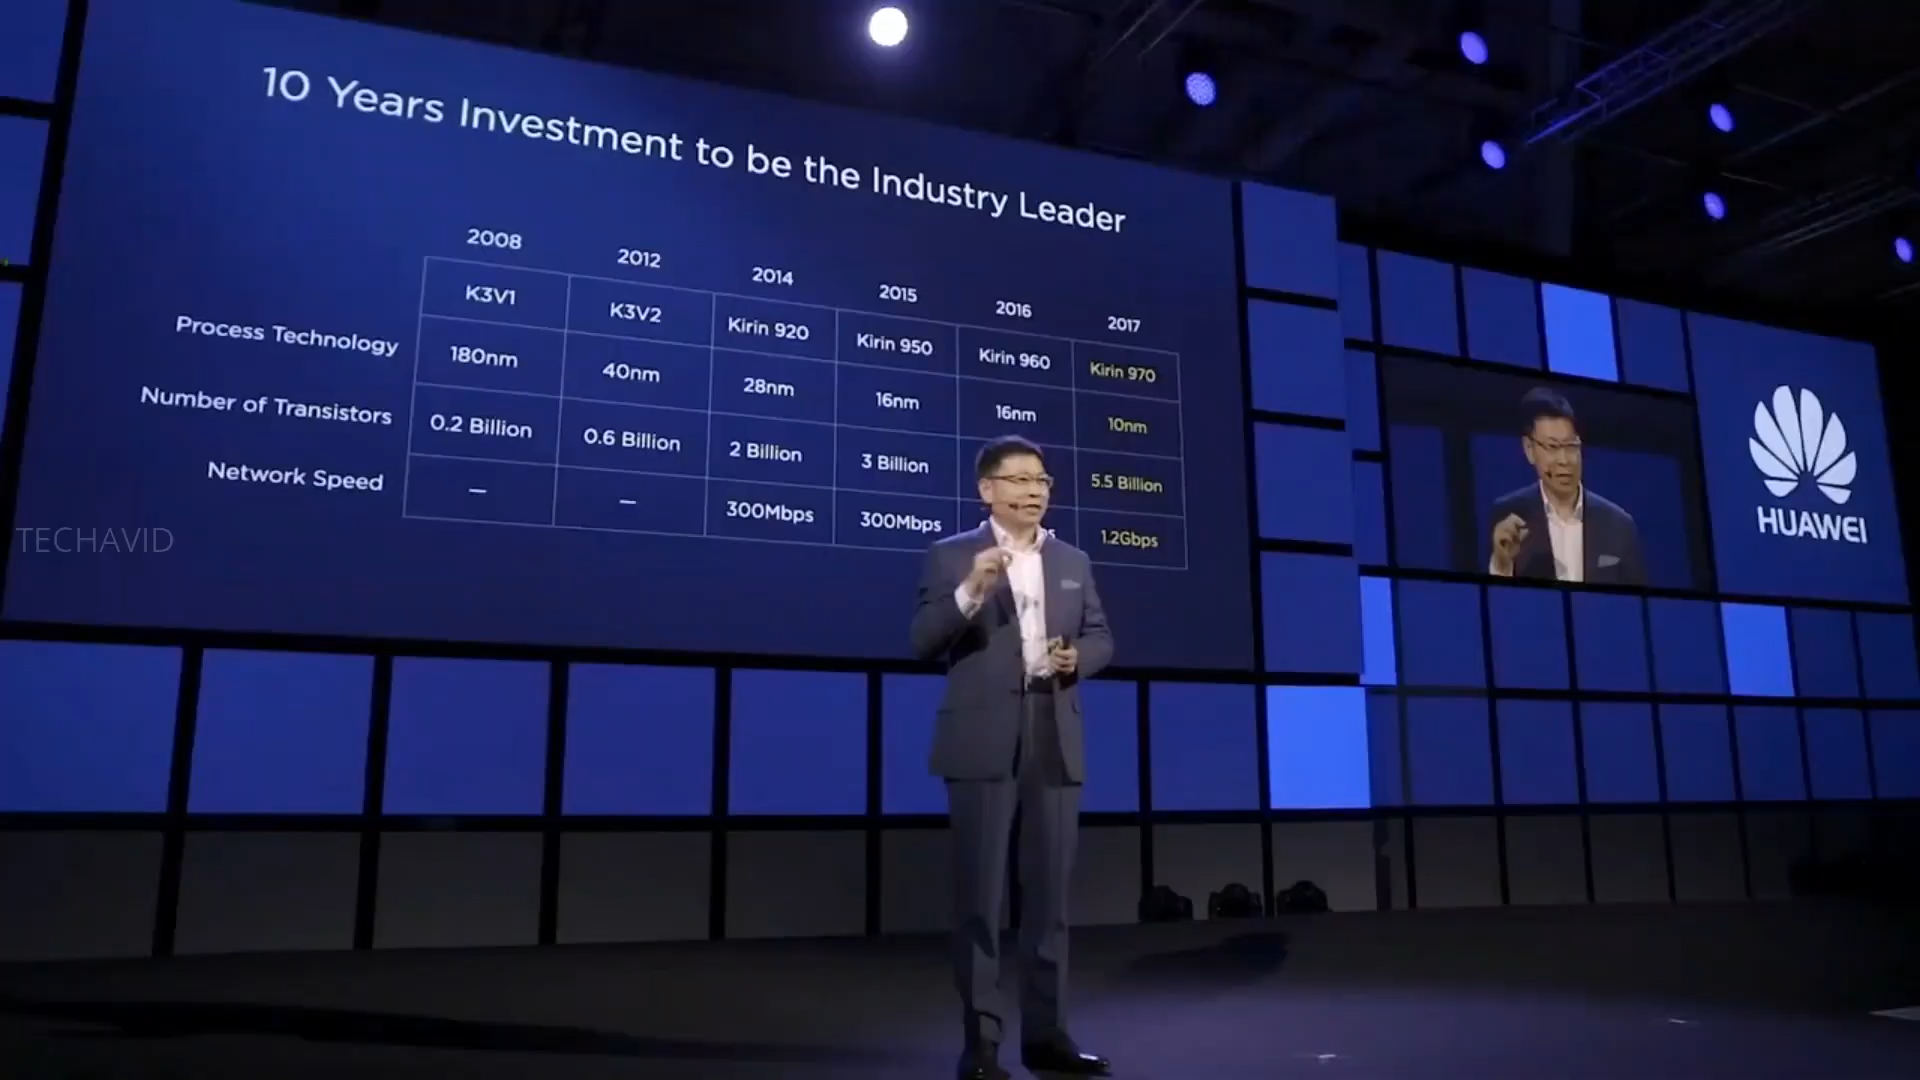 10 Years Investment to be the Industry Leader
2008 2012 2014 2015 2016 2017
K3V1 K3V2 Kirin 920 Kirin 950 Kirin 960 Kirin 970
Process Technology 180nm 40nm 28nm 16nm 16nm 10nm
Number of Transistors 0.2 Billion 0.6 Billion 2 Billion 3 Billion 5.5 Billion
Network Speed — — 300Mbps 300Mbps 1.2Gbps
HUAWEI
TECHAVID